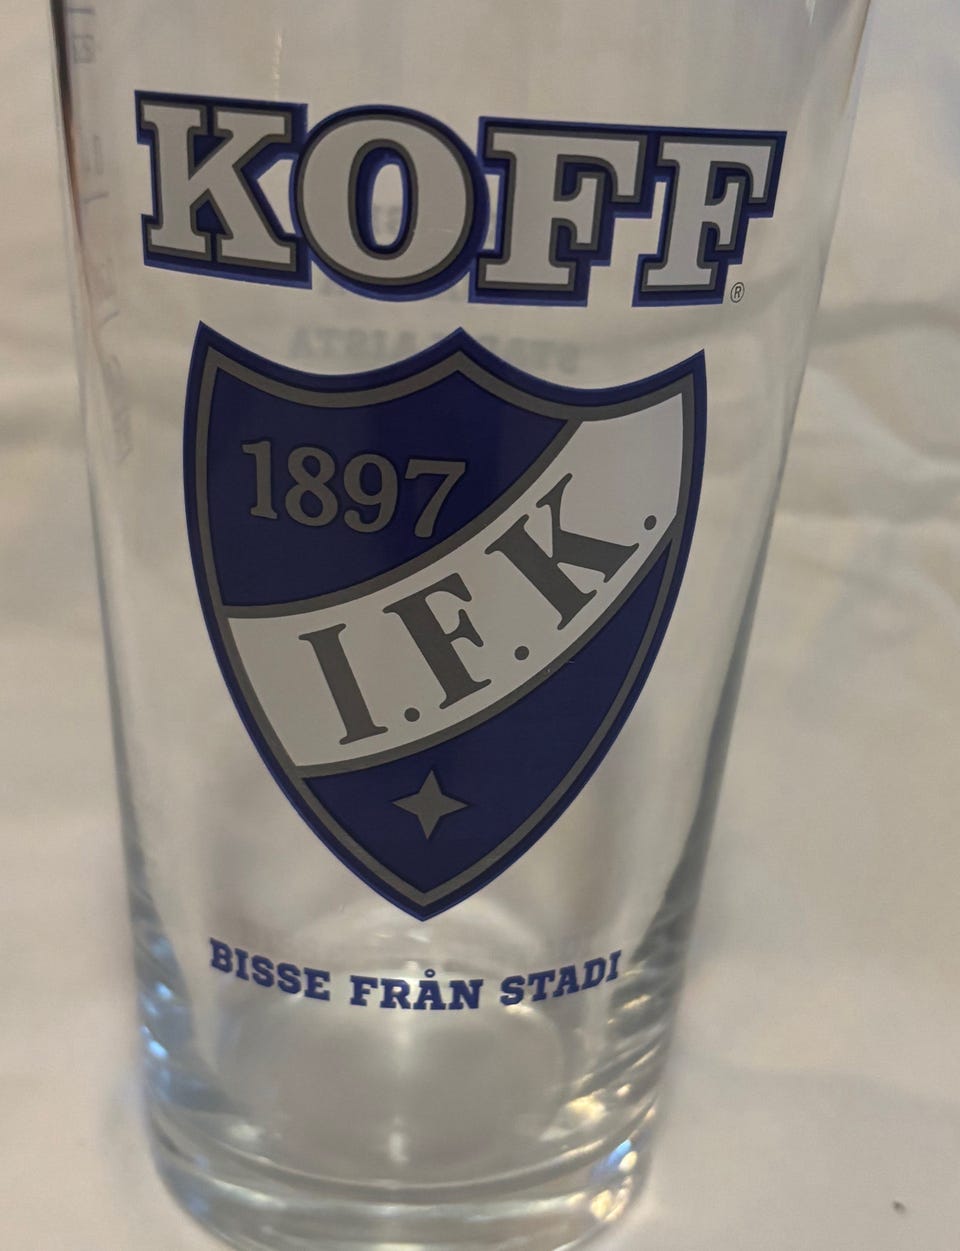 KOFF
®
1897
I.F.K.
BISSE FRÅN STADI